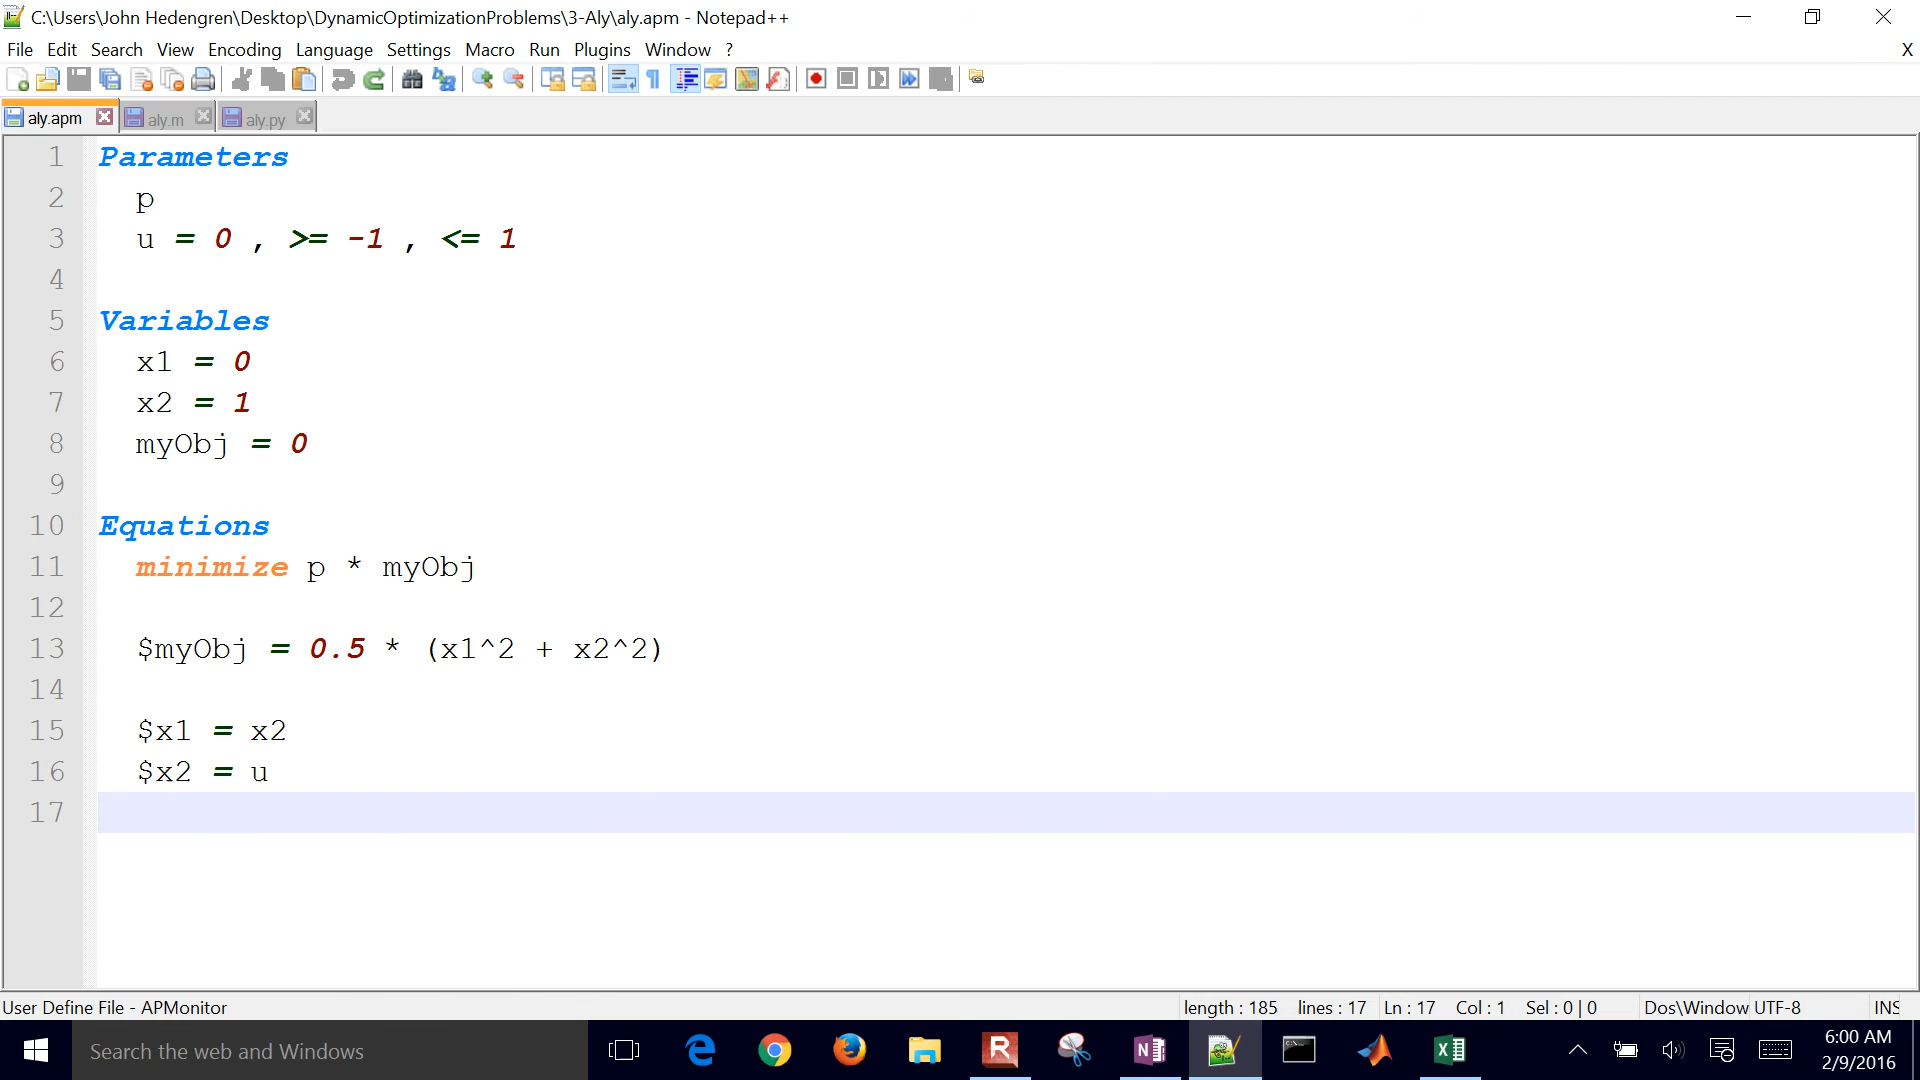 C:\Users\John Hedengren\Desktop\DynamicOptimizationProblems\3-Aly\aly.apm - Notepad++
File Edit Search View Encoding Language Settings Macro Run Plugins Window ? X
aly.apm aly.m aly.py
1 Parameters
2 p
3 u = 0 , >= -1 , <= 1
4
5 Variables
6 x1 = 0
7 x2 = 1
8 myObj = 0
9
10 Equations
11 minimize p * myObj
12
13 $myObj = 0.5 * (x1^2 + x2^2)
14
15 $x1 = x2
16 $x2 = u
17
User Define File - APMonitor length : 185 lines : 17 Ln : 17 Col : 1 Sel : 0 | 0 Dos\Window UTF-8 INS
Search the web and Windows
6:00 AM
2/9/2016